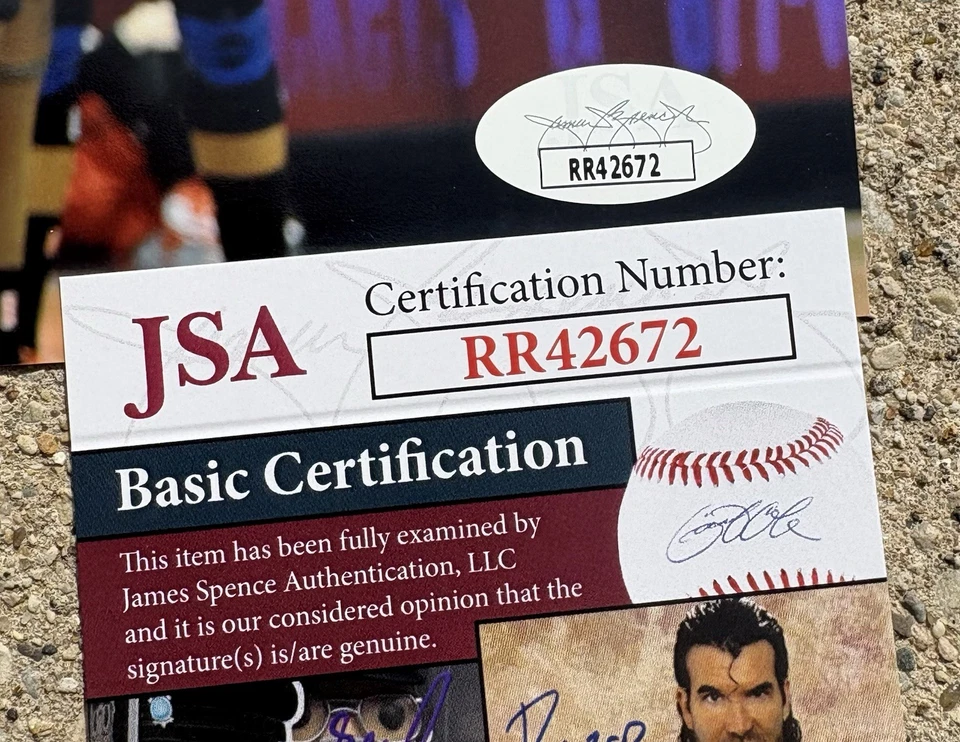 JSA
RR42672
Certification Number:
JSA
RR42672
Basic Certification
This item has been fully examined by
James Spence Authentication, LLC
and it is our considered opinion that the
signature(s) is/are genuine.